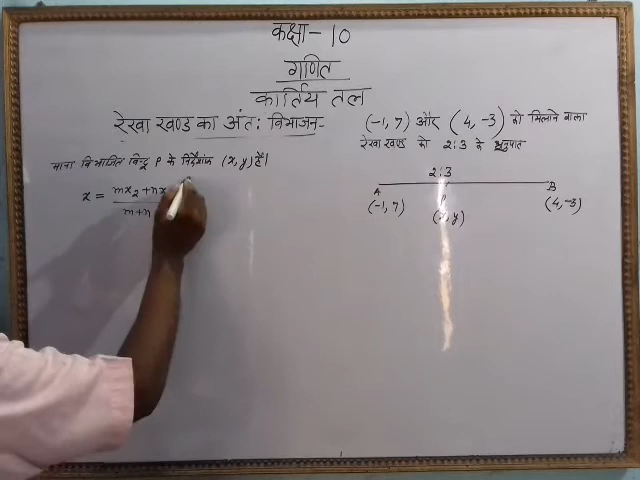 कक्षा - 10
गणित
कार्तिय तल
रेखा खण्ड का अंत: विभाजन-
(-1, 7) और (4, -3) को मिलाने वाला
रेखा खण्ड को 2:3 के अनुपात
माना विभाजित बिन्दू P के निर्देशांक (x, y) है।
2:3
A P B
(-1, 7) (x, y) (4, -3)
x = mx₂+nx
m+n